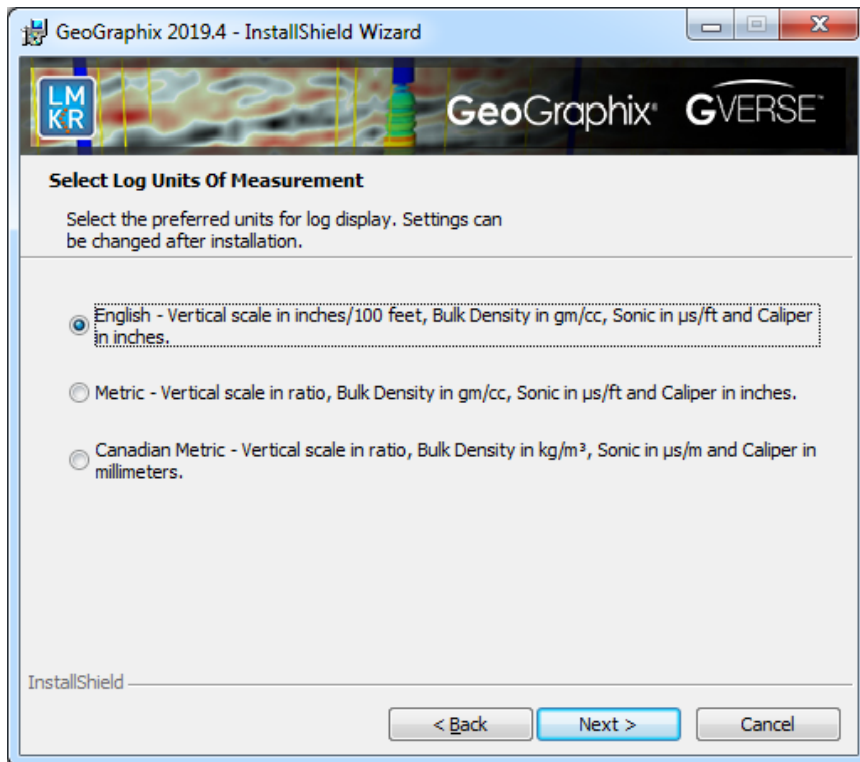 GeoGraphix 2019.4 - InstallShield Wizard
LM
KR
GeoGraphix®
GVERSE™
Select Log Units Of Measurement
Select the preferred units for log display. Settings can
be changed after installation.
English - Vertical scale in inches/100 feet, Bulk Density in gm/cc, Sonic in µs/ft and Caliper
in inches.
Metric - Vertical scale in ratio, Bulk Density in gm/cc, Sonic in µs/ft and Caliper in inches.
Canadian Metric - Vertical scale in ratio, Bulk Density in kg/m³, Sonic in µs/m and Caliper in
millimeters.
InstallShield
< Back
Next >
Cancel